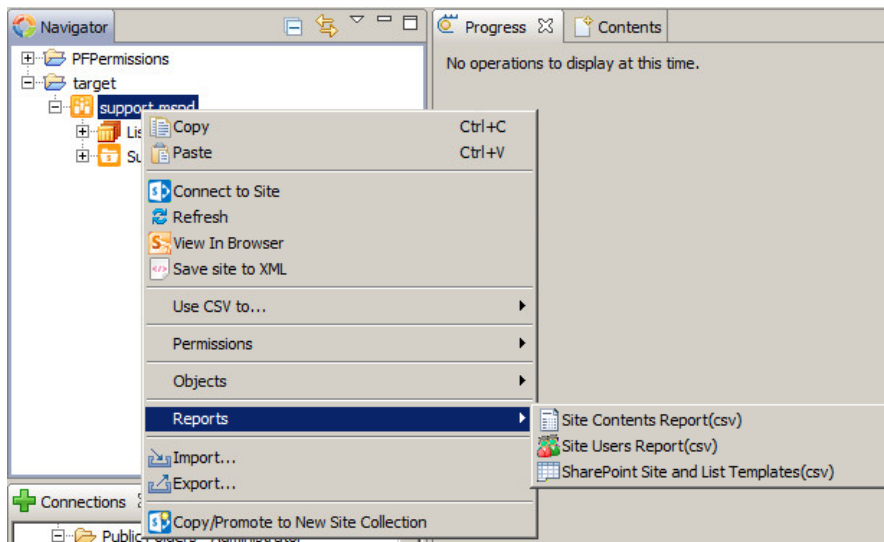 Navigator
PFPermissions
target
support.mspd
Copy Ctrl+C
Paste Ctrl+V
Connect to Site
Refresh
View In Browser
Save site to XML
Use CSV to...
Permissions
Objects
Reports
Import...
Export...
Copy/Promote to New Site Collection
Site Contents Report(csv)
Site Users Report(csv)
SharePoint Site and List Templates(csv)
Progress
Contents
No operations to display at this time.
Connections